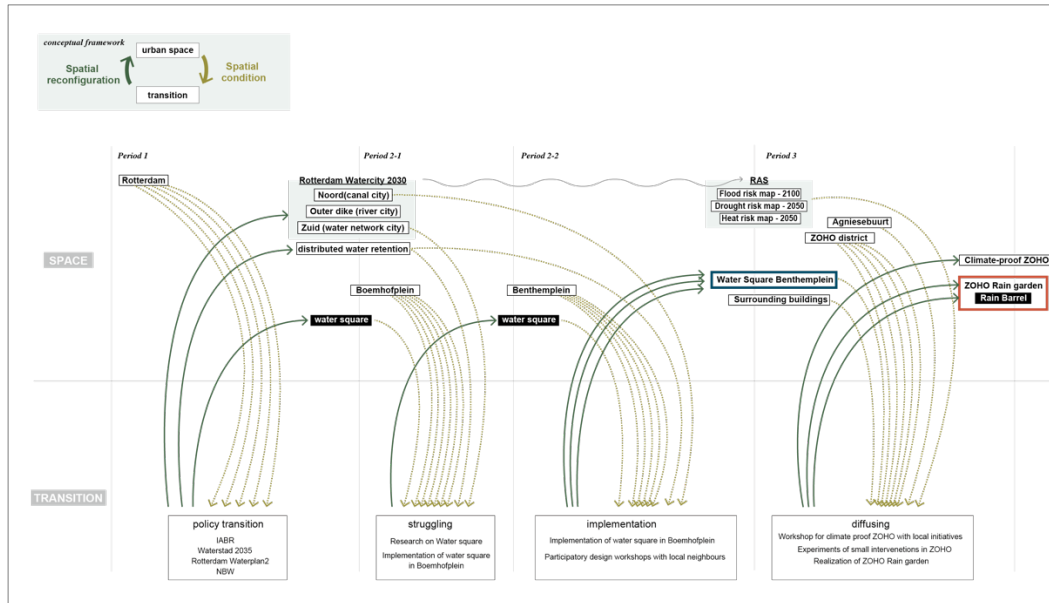 conceptual framework
urban space
Spatial
reconfiguration
Spatial
condition
transition
Period 1
Period 2-1
Period 2-2
Period 3
Rotterdam
Rotterdam Watercity 2030
Noord(canal city)
Outer dike (river city)
Zuid (water network city)
distributed water retention
RAS
Flood risk map - 2100
Drought risk map - 2050
Heat risk map - 2050
Agniesebuurt
ZOHO district
SPACE
Climate-proof ZOHO
Boemhofplein
Benthemplein
Water Square Benthemplein
Surrounding buildings
ZOHO Rain garden
Rain Barrel
water square
water square
TRANSITION
policy transition
IABR
Waterstad 2035
Rotterdam Waterplan2
NBW
struggling
Research on Water square
Implementation of water square
in Boemhofplein
implementation
Implementation of water square in Boemhofplein
Participatory design workshops with local neighbours
diffusing
Workshop for climate proof ZOHO with local initiatives
Experiments of small intervenetions in ZOHO
Realization of ZOHO Rain garden